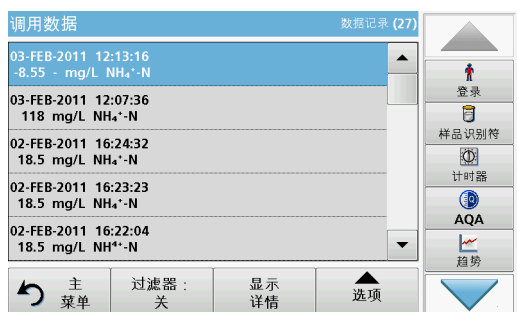 调用数据
数据记录 (27)
03-FEB-2011 12:13:16
-8.55 - mg/L NH₄⁺-N
03-FEB-2011 12:07:36
118 mg/L NH₄⁺-N
02-FEB-2011 16:24:32
18.5 mg/L NH₄⁺-N
02-FEB-2011 16:23:23
18.5 mg/L NH₄⁺-N
02-FEB-2011 16:22:04
18.5 mg/L NH⁴⁺-N
主
菜单
过滤器：
关
显示
详情
选项
登录
样品识别符
计时器
AQA
趋势